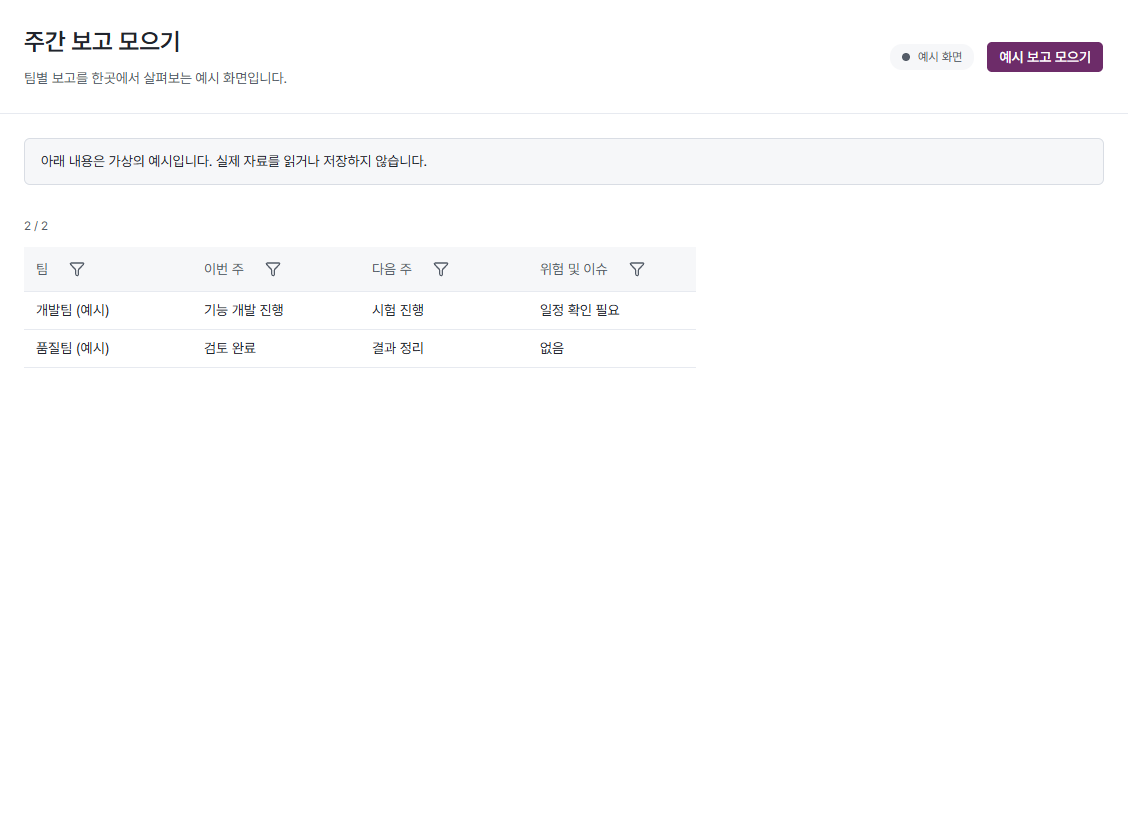 주간 보고 모으기
팀별 보고를 한곳에서 살펴보는 예시 화면입니다.
예시 화면
예시 보고 모으기
아래 내용은 가상의 예시입니다. 실제 자료를 읽거나 저장하지 않습니다.
2 / 2
팀 이번 주 다음 주 위험 및 이슈
개발팀 (예시) 기능 개발 진행 시험 진행 일정 확인 필요
품질팀 (예시) 검토 완료 결과 정리 없음